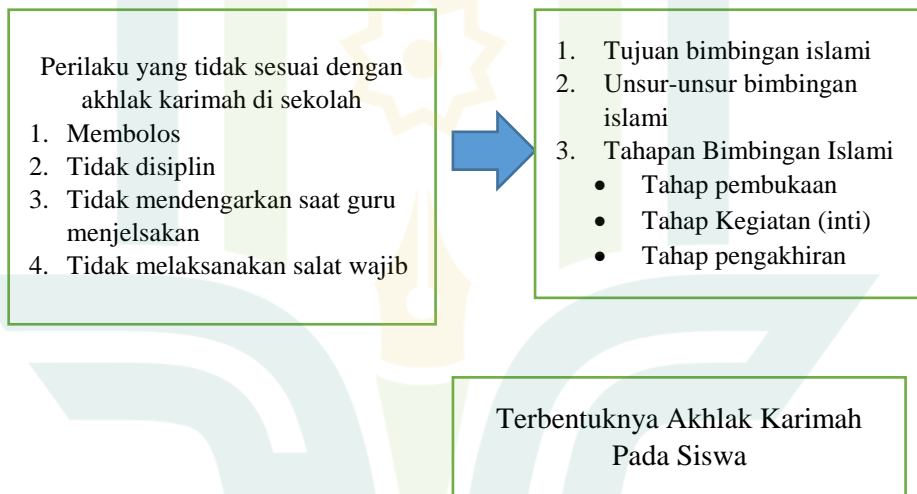 Perilaku yang tidak sesuai dengan
akhlak karimah di sekolah
1. Membolos
2. Tidak disiplin
3. Tidak mendengarkan saat guru
menjelsakan
4. Tidak melaksanakan salat wajib
1. Tujuan bimbingan islami
2. Unsur-unsur bimbingan
islami
3. Tahapan Bimbingan Islami
• Tahap pembukaan
• Tahap Kegiatan (inti)
• Tahap pengakhiran
Terbentuknya Akhlak Karimah
Pada Siswa